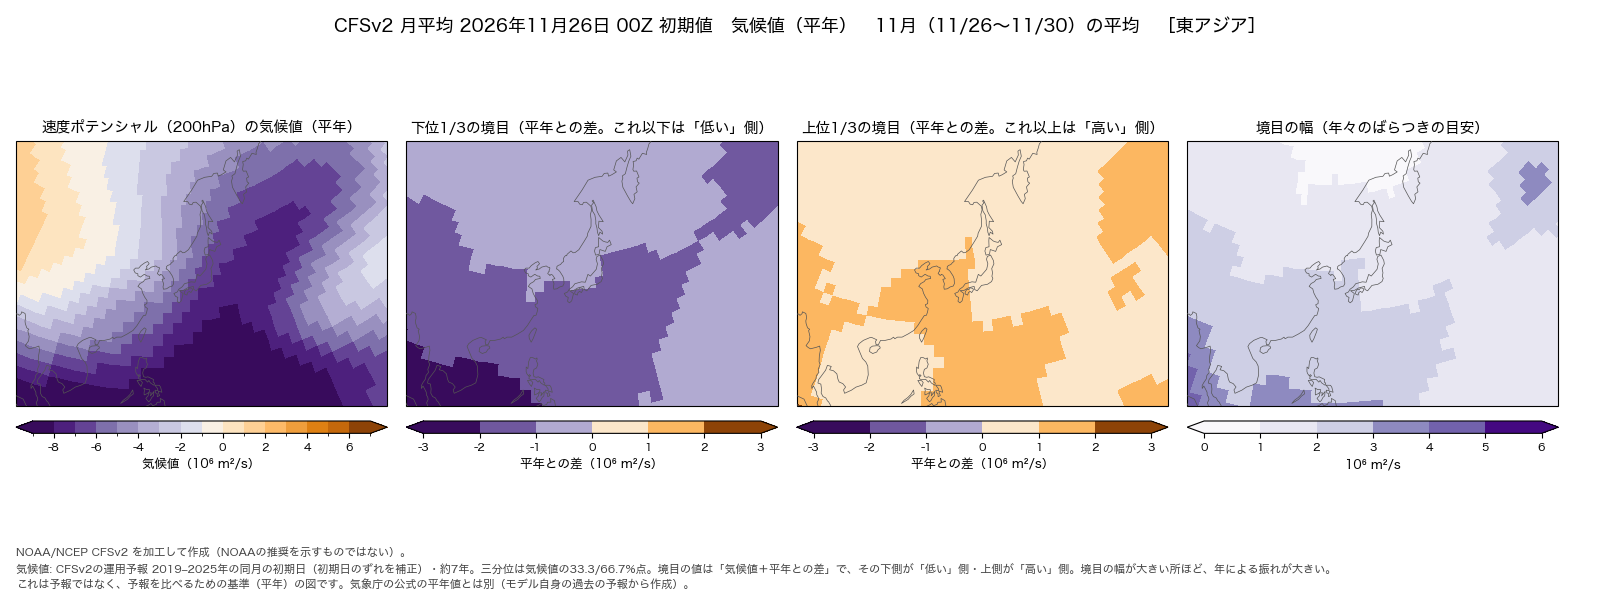 CFSv2 月平均 2026年11月26日 00Z 初期値　気候値（平年）　11月（11/26〜11/30）の平均　［東アジア］
速度ポテンシャル（200hPa）の気候値（平年）
下位1/3の境目（平年との差。これ以下は「低い」側）
上位1/3の境目（平年との差。これ以上は「高い」側）
境目の幅（年々のばらつきの目安）
-8 -6 -4 -2 0 2 4 6
気候値（10⁶ m²/s）
-3 -2 -1 0 1 2 3
平年との差（10⁶ m²/s）
-3 -2 -1 0 1 2 3
平年との差（10⁶ m²/s）
0 1 2 3 4 5 6
10⁶ m²/s
NOAA/NCEP CFSv2 を加工して作成（NOAAの推奨を示すものではない）。
気候値: CFSv2の運用予報 2019–2025年の同月の初期日（初期日のずれを補正）・約7年。三分位は気候値の33.3/66.7%点。境目の値は「気候値＋平年との差」で、その下側が「低い」側・上側が「高い」側。境目の幅が大きい所ほど、年による振れが大きい。
これは予報ではなく、予報を比べるための基準（平年）の図です。気象庁の公式の平年値とは別（モデル自身の過去の予報から作成）。